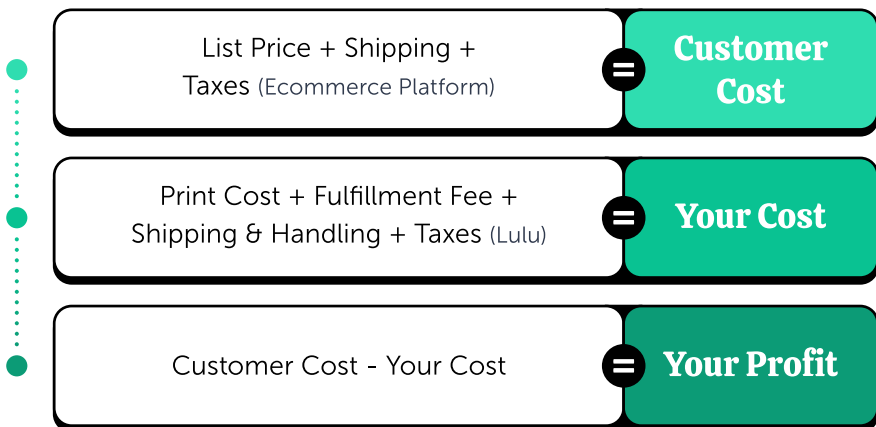 List Price + Shipping +
Taxes (Ecommerce Platform)
=
Customer
Cost
Print Cost + Fulfillment Fee +
Shipping & Handling + Taxes (Lulu)
=
Your Cost
Customer Cost - Your Cost
=
Your Profit